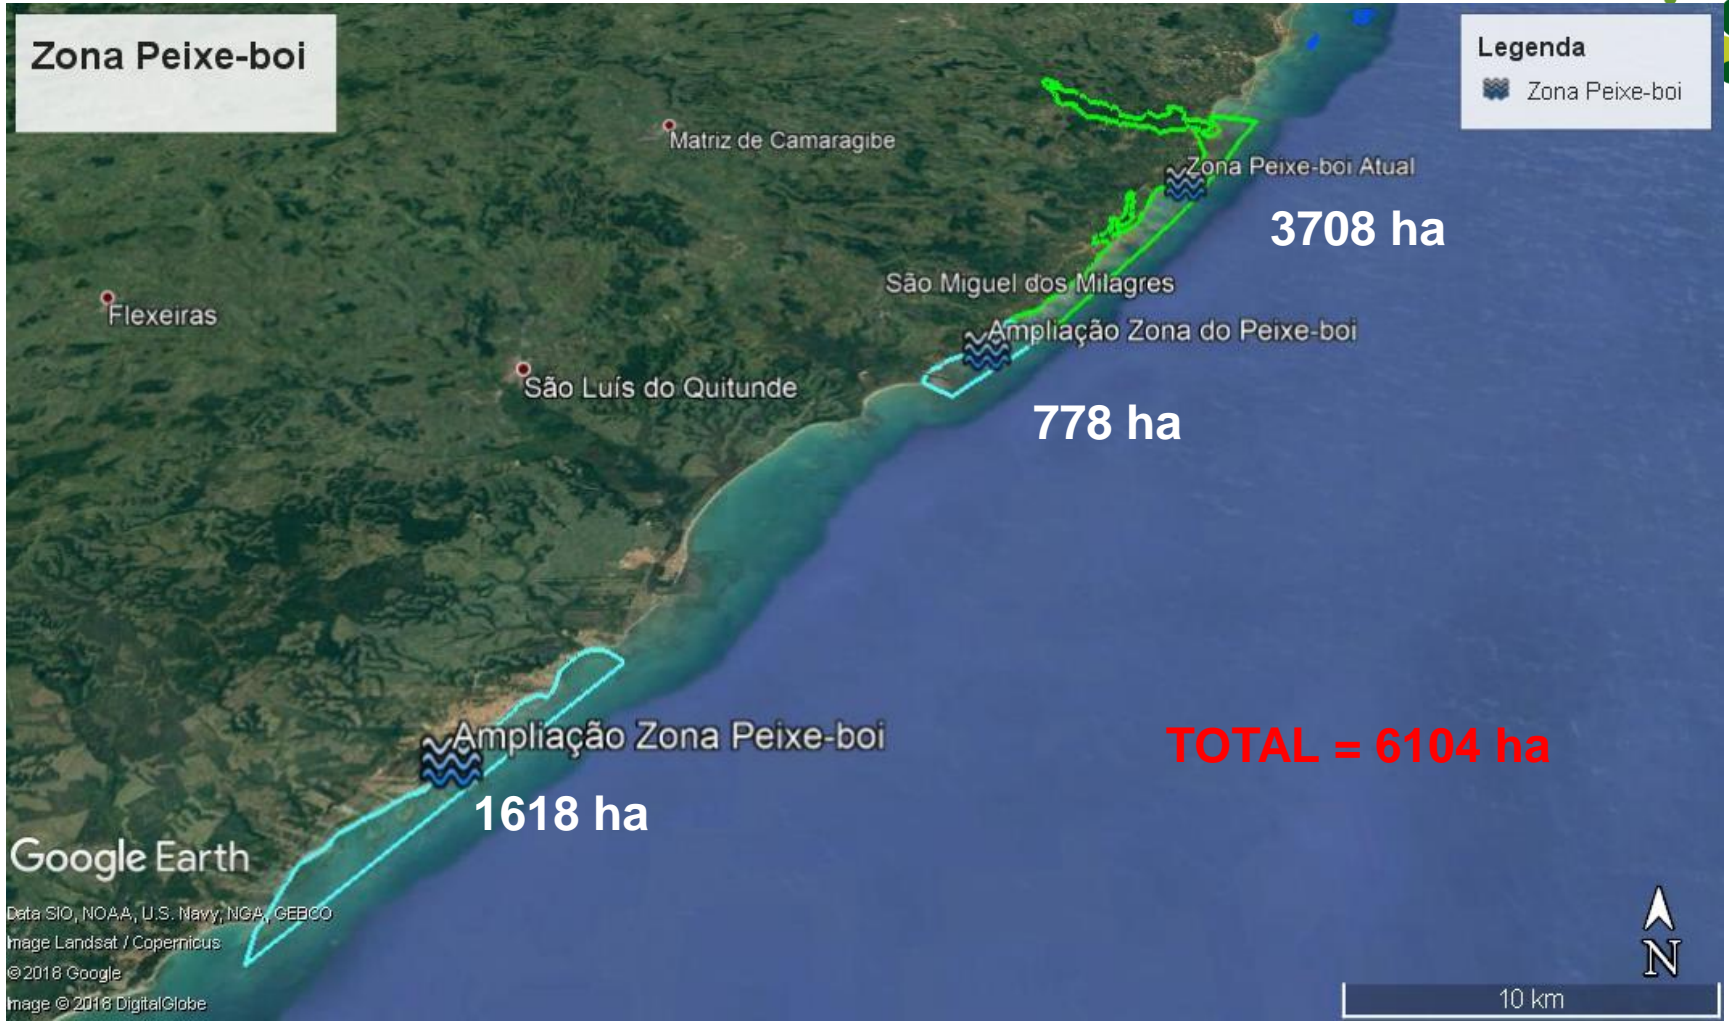 Zona Peixe-boi
Legenda
Zona Peixe-boi
Matriz de Camaragibe
Zona Peixe-boi Atual
3708 ha
São Miguel dos Milagres
Flexeiras
Ampliação Zona do Peixe-boi
São Luís do Quitunde
778 ha
Ampliação Zona Peixe-boi
TOTAL = 6104 ha
1618 ha
Google Earth
Data SIO, NOAA, U.S. Navy, NGA, GEBCO
Image Landsat / Copernicus
© 2018 Google
Image © 2018 DigitalGlobe
N
10 km